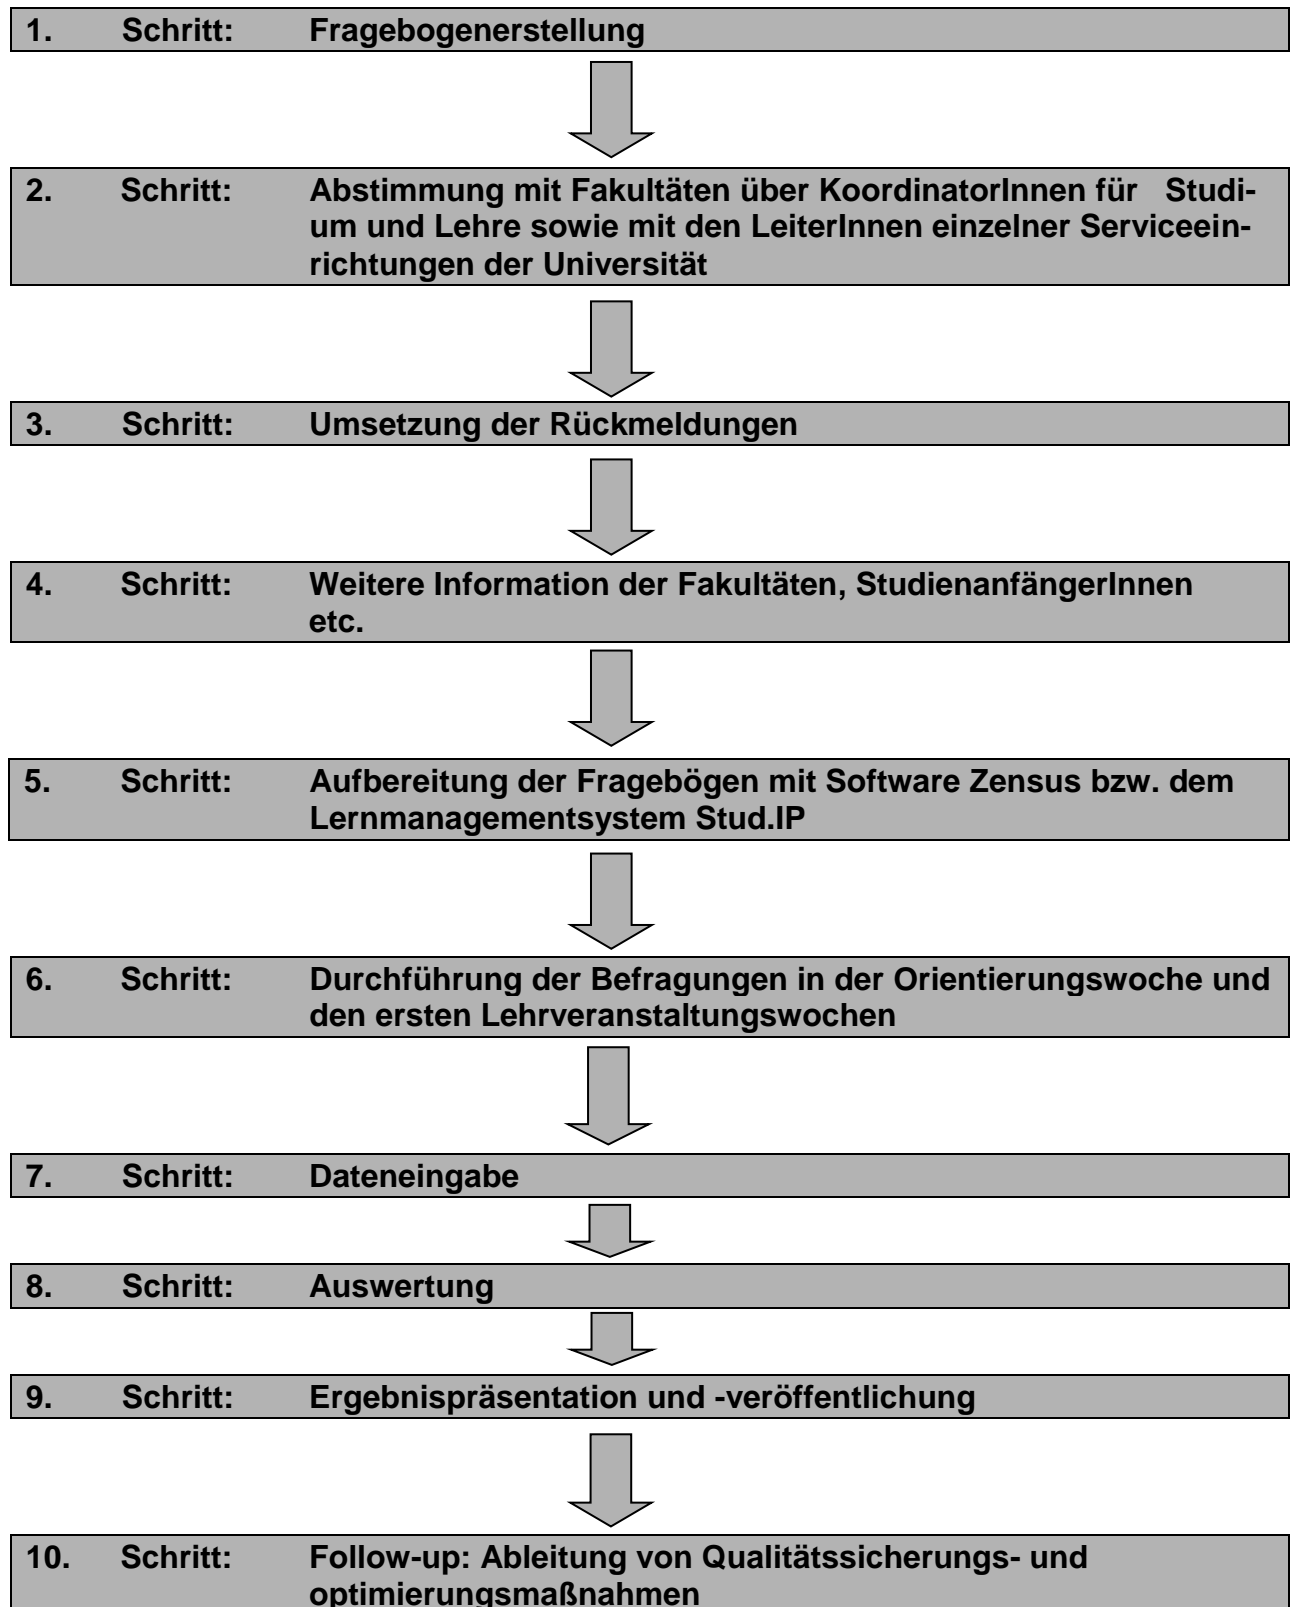 1. Schritt: Fragebogenerstellung
2. Schritt: Abstimmung mit Fakultäten über KoordinatorInnen für Studi-
um und Lehre sowie mit den LeiterInnen einzelner Serviceein-
richtungen der Universität
3. Schritt: Umsetzung der Rückmeldungen
4. Schritt: Weitere Information der Fakultäten, StudienanfängerInnen
etc.
5. Schritt: Aufbereitung der Fragebögen mit Software Zensus bzw. dem
Lernmanagementsystem Stud.IP
6. Schritt: Durchführung der Befragungen in der Orientierungswoche und
den ersten Lehrveranstaltungswochen
7. Schritt: Dateneingabe
8. Schritt: Auswertung
9. Schritt: Ergebnispräsentation und -veröffentlichung
10. Schritt: Follow-up: Ableitung von Qualitätssicherungs- und
optimierungsmaßnahmen